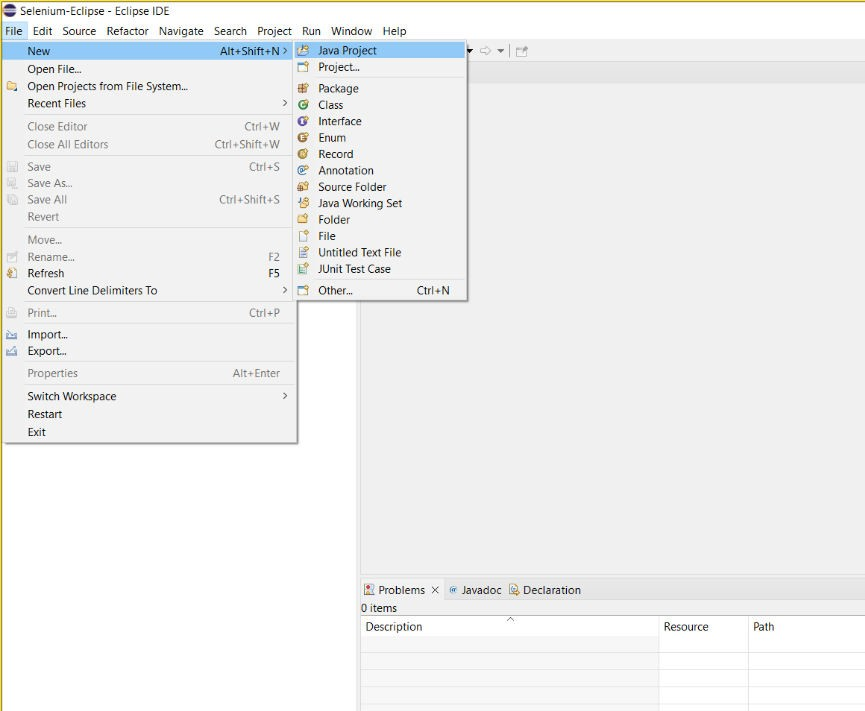 Selenium-Eclipse - Eclipse IDE
File Edit Source Refactor Navigate Search Project Run Window Help
New Alt+Shift+N >
Open File...
Open Projects from File System...
Recent Files >
Close Editor Ctrl+W
Close All Editors Ctrl+Shift+W
Save Ctrl+S
Save As...
Save All Ctrl+Shift+S
Revert
Move...
Rename... F2
Refresh F5
Convert Line Delimiters To >
Print... Ctrl+P
Import...
Export...
Properties Alt+Enter
Switch Workspace >
Restart
Exit
Java Project
Project...
Package
Class
Interface
Enum
Record
Annotation
Source Folder
Java Working Set
Folder
File
Untitled Text File
JUnit Test Case
Other... Ctrl+N
Problems Javadoc Declaration
0 items
Description Resource Path